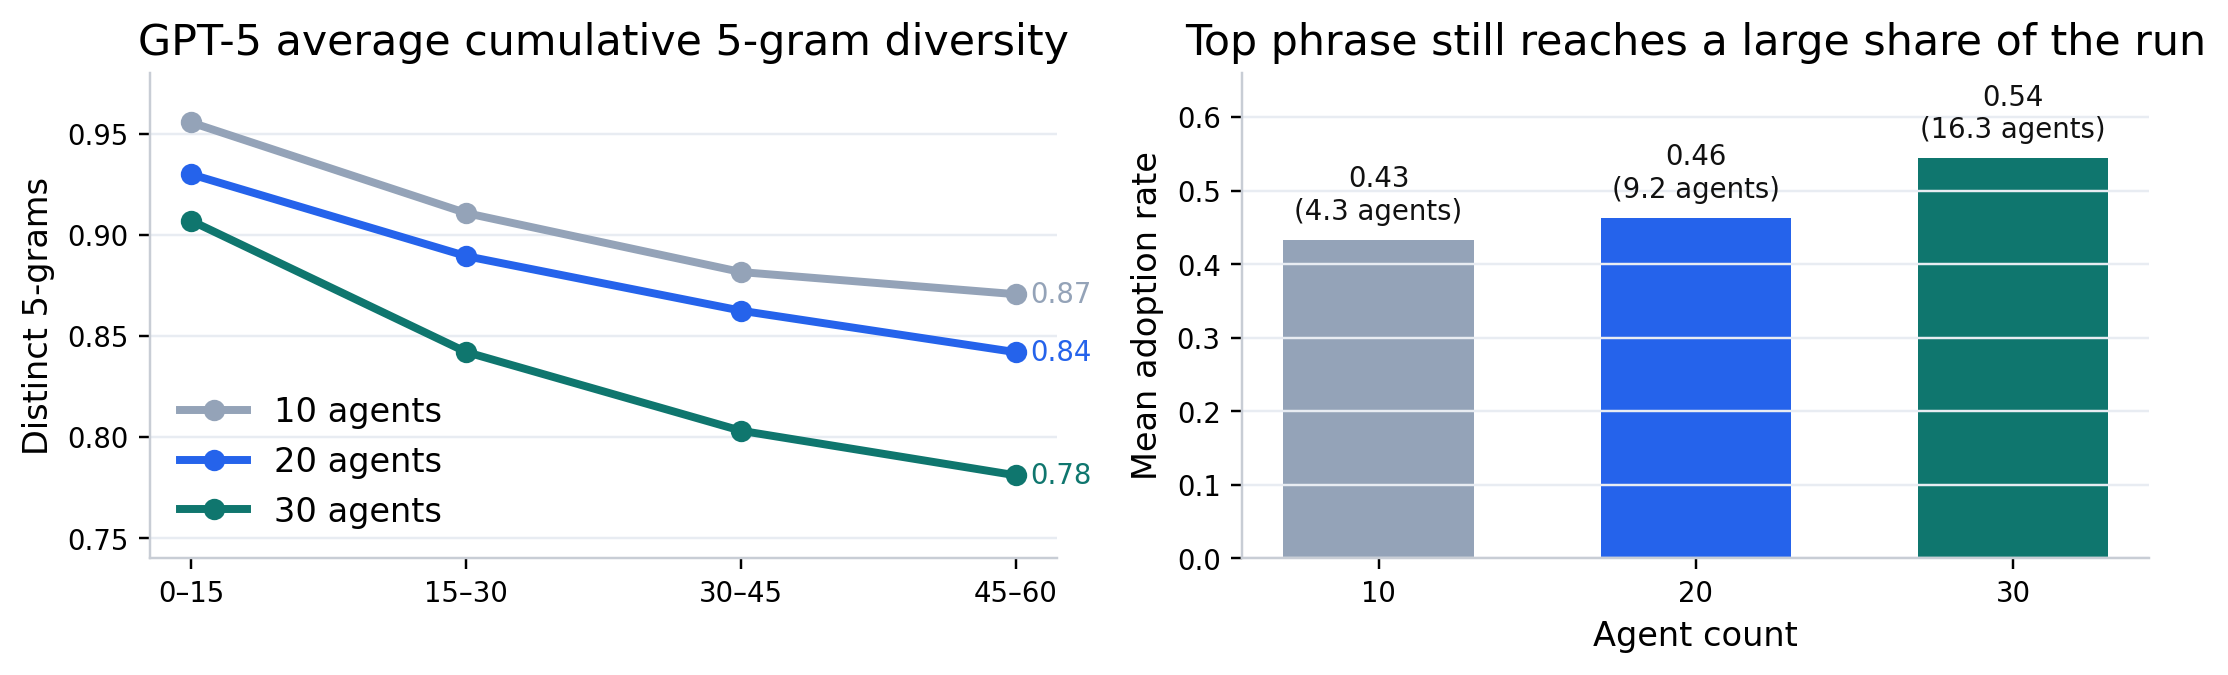 GPT-5 average cumulative 5-gram diversity
Distinct 5-grams
0.95
0.90
0.85
0.80
0.75
0.87
0.84
0.78
10 agents
20 agents
30 agents
0–15
15–30
30–45
45–60
Top phrase still reaches a large share of the run
Mean adoption rate
0.6
0.5
0.4
0.3
0.2
0.1
0.0
0.43
(4.3 agents)
0.46
(9.2 agents)
0.54
(16.3 agents)
10
20
30
Agent count